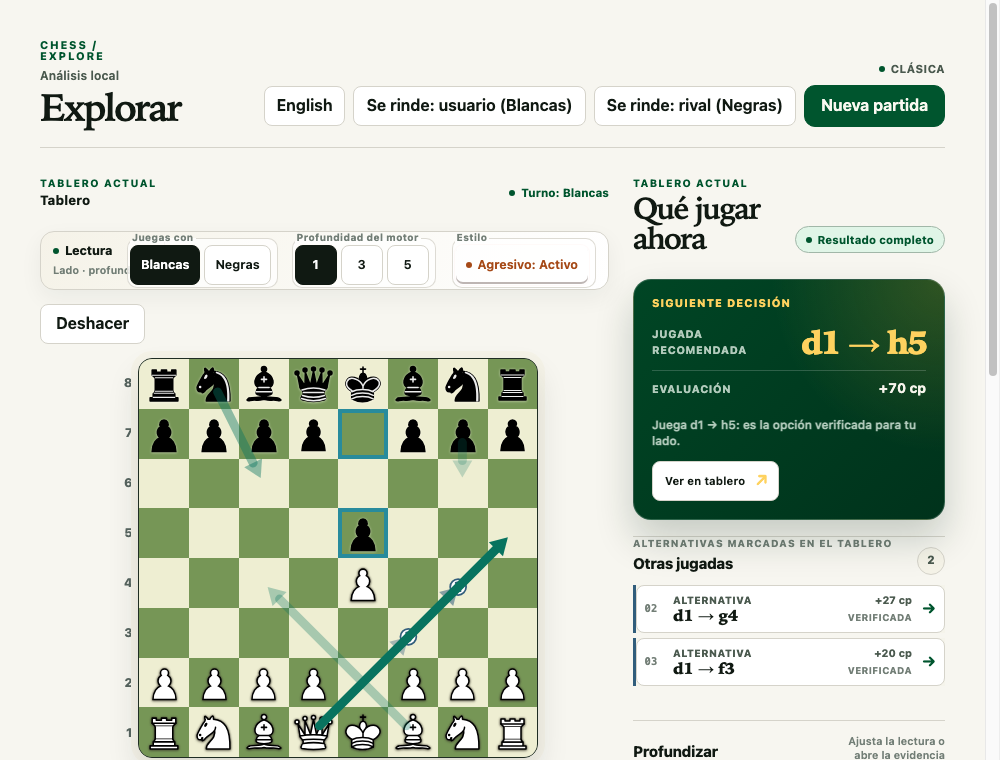 CHESS /
EXPLORE
Análisis local
Explorar
English
Se rinde: usuario (Blancas)
Se rinde: rival (Negras)
CLÁSICA
Nueva partida
TABLERO ACTUAL
Tablero
Turno: Blancas
Lectura
Lado · profund
Juegas con
Blancas
Negras
Profundidad del motor
1
3
5
Estilo
Agresivo: Activo
Deshacer
8
7
6
5
4
3
2
1
TABLERO ACTUAL
Qué jugar
ahora
Resultado completo
SIGUIENTE DECISIÓN
JUGADA
RECOMENDADA
d1 → h5
EVALUACIÓN
+70 cp
Juega d1 → h5: es la opción verificada para tu
lado.
Ver en tablero
ALTERNATIVAS MARCADAS EN EL TABLERO
Otras jugadas
2
02
ALTERNATIVA
d1 → g4
+27 cp
VERIFICADA
03
ALTERNATIVA
d1 → f3
+20 cp
VERIFICADA
Profundizar
Ajusta la lectura o
abre la evidencia